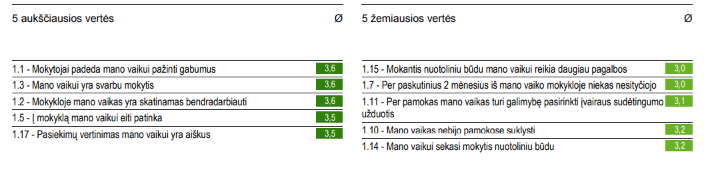 5 aukščiausios vertės Ø
1.1 - Mokytojai padeda mano vaikui pažinti gabumus 3,6
1.3 - Mano vaikui yra svarbu mokytis 3,6
1.2 - Mokykloje mano vaikas yra skatinamas bendradarbiauti 3,6
1.5 - Į mokyklą mano vaikui eiti patinka 3,5
1.17 - Pasiekimų vertinimas mano vaikui yra aiškus 3,5
5 žemiausios vertės Ø
1.15 - Mokantis nuotoliniu būdu mano vaikui reikia daugiau pagalbos 3,0
1.7 - Per paskutinius 2 mėnesius iš mano vaiko mokykloje niekas nesityčiojo 3,0
1.11 - Per pamokas mano vaikas turi galimybę pasirinkti įvairaus sudėtingumo 3,1
užduotis
1.10 - Mano vaikas nebijo pamokose suklysti 3,2
1.14 - Mano vaikui sekasi mokytis nuotoliniu būdu 3,2